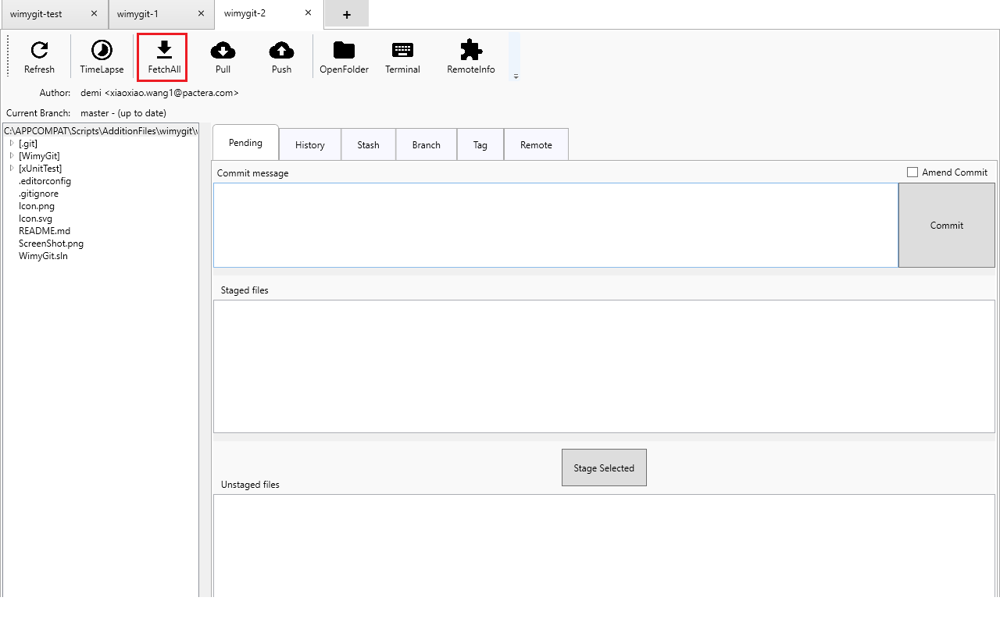 wimygit-test
wimygit-1
wimygit-2
Refresh
TimeLapse
FetchAll
Pull
Push
OpenFolder
Terminal
RemoteInfo
Author: demi <xiaoxiao.wang1@pactera.com>
Current Branch: master - (up to date)
C:\APPCOMPAT\Scripts\AdditionFiles\wimygit\
[.git]
[WimyGit]
[xUnitTest]
.editorconfig
.gitignore
Icon.png
Icon.svg
README.md
ScreenShot.png
WimyGit.sln
Pending
History
Stash
Branch
Tag
Remote
Commit message
Amend Commit
Commit
Staged files
Stage Selected
Unstaged files